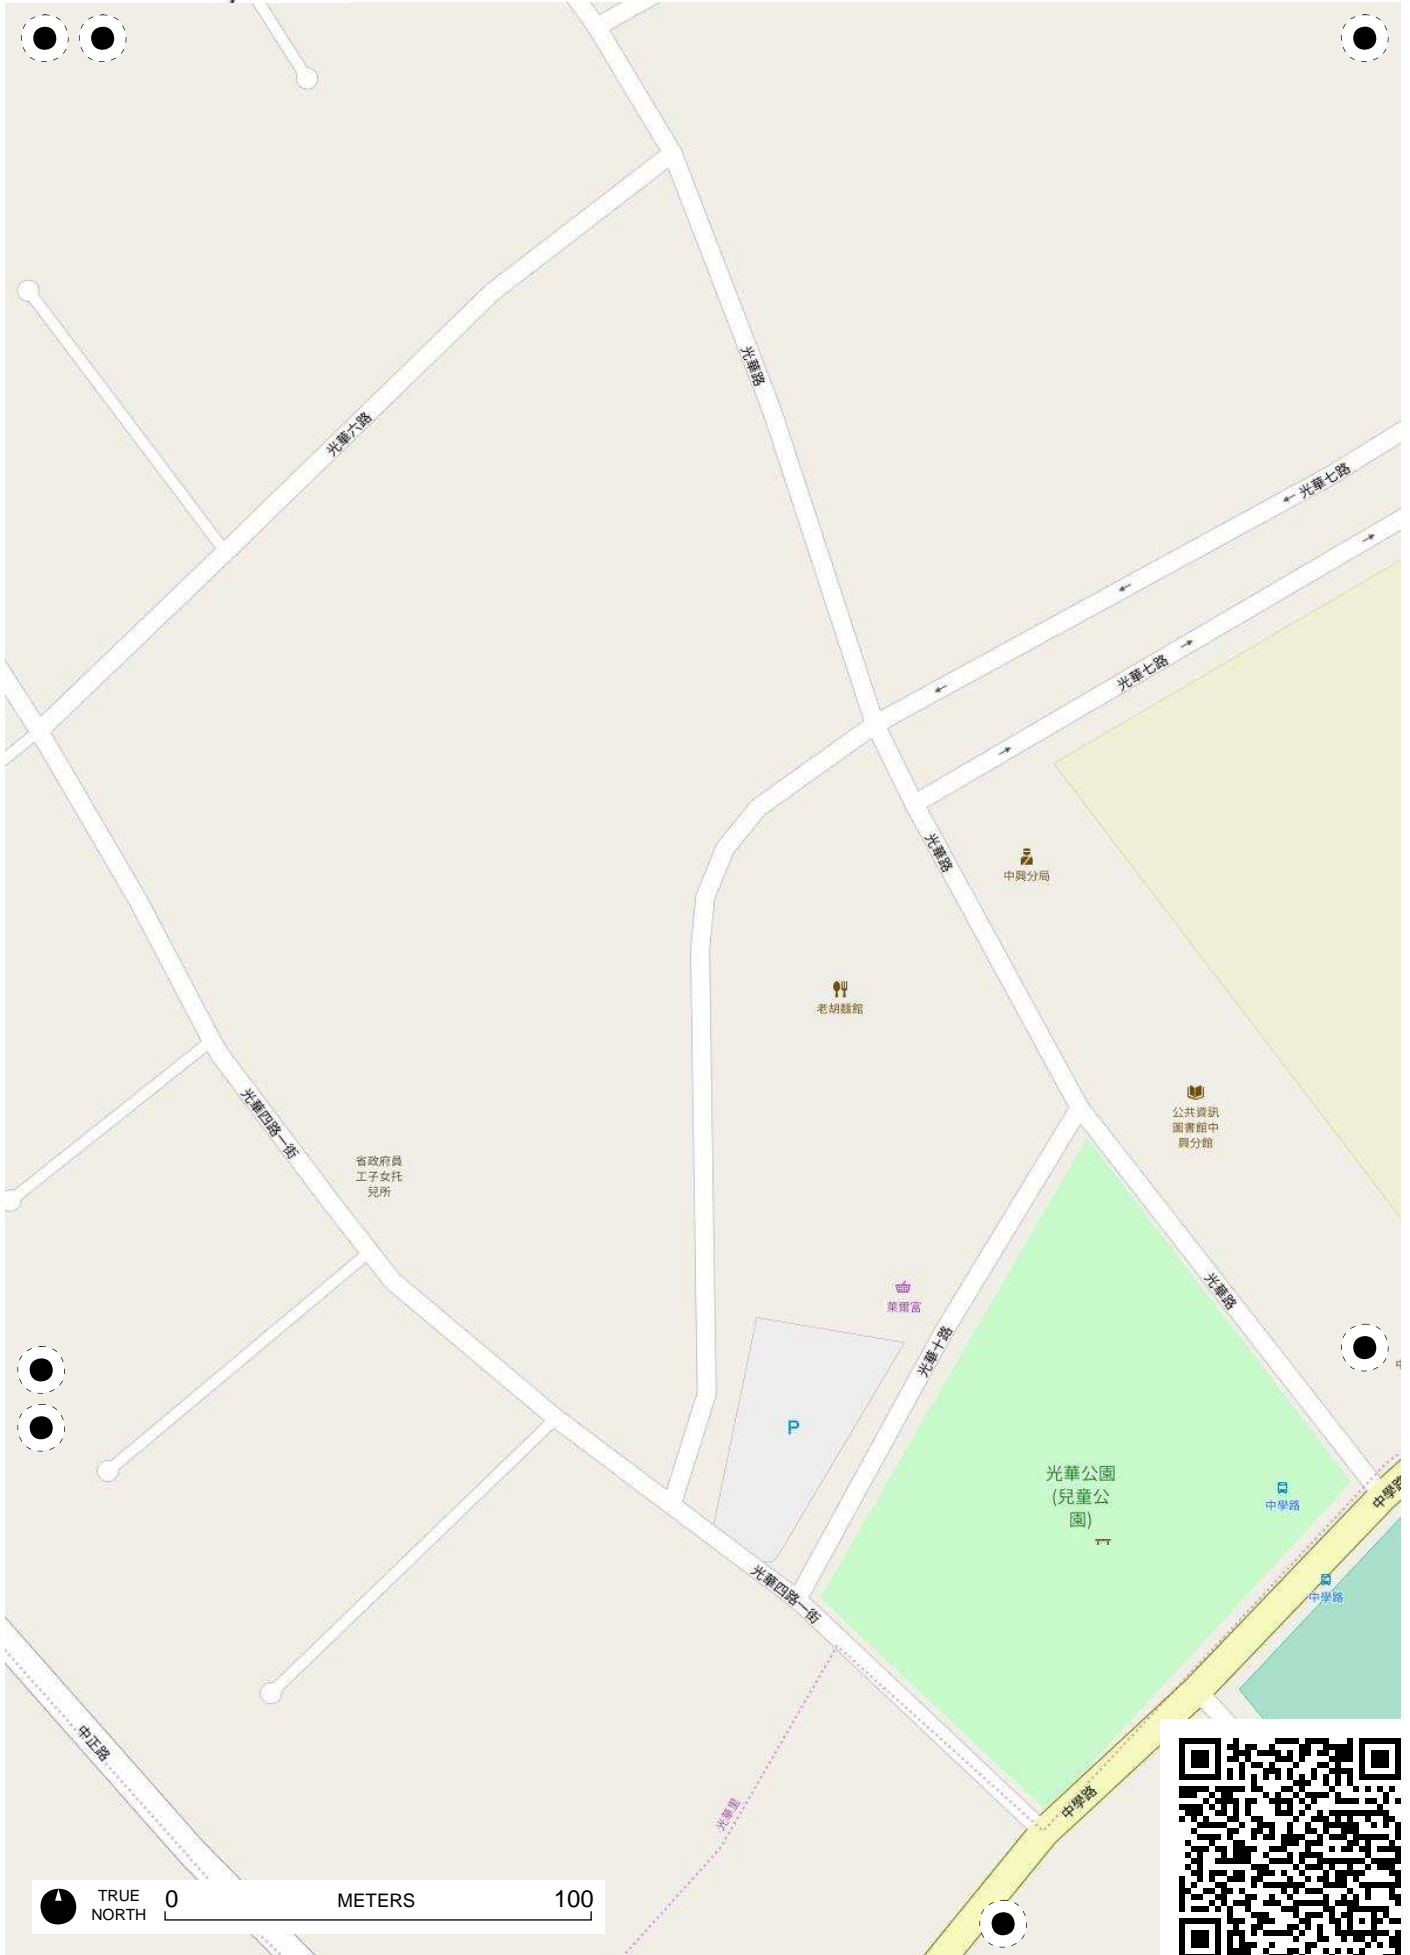 光華路
光華六路
光華七路
光華七路
光華路
中興分局
老胡麵館
公共資訊
圖書館中
興分館
光華四路一街
省政府員
工子女托
兒所
光華路
萊爾富
光華十路
P
光華公園
(兒童公
園)
中學路
中學路
中學路
光華四路一街
中正路
中學路
光華里
TRUE
NORTH
0 METERS 100